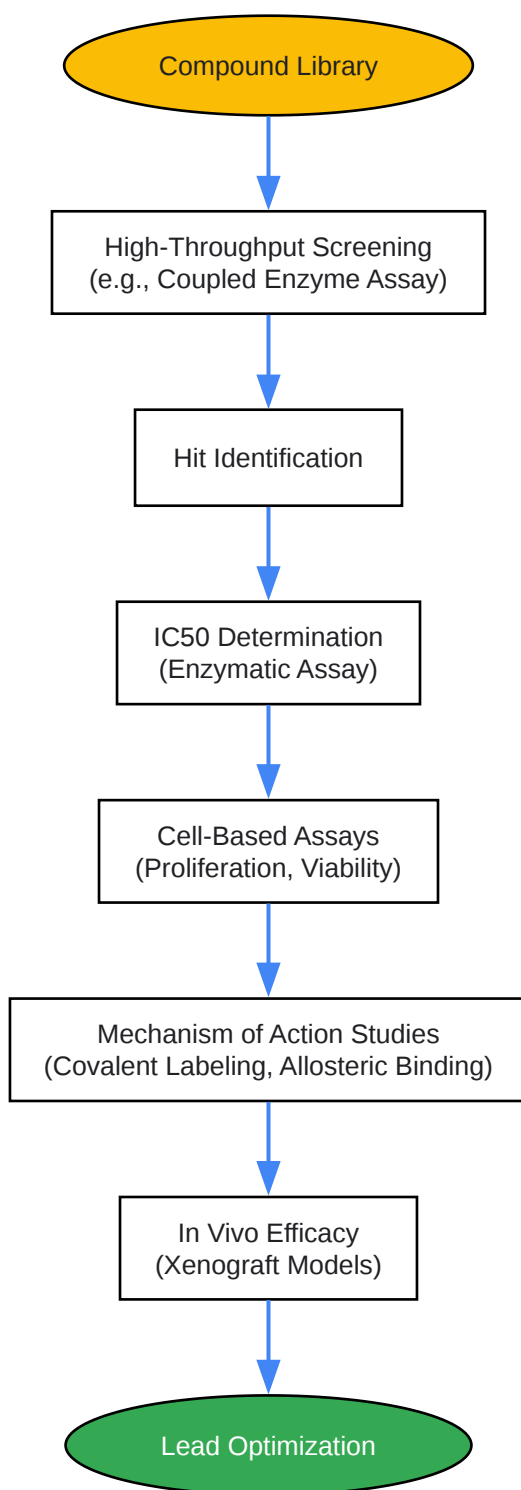 Compound Library
High-Throughput Screening
(e.g., Coupled Enzyme Assay)
Hit Identification
IC50 Determination
(Enzymatic Assay)
Cell-Based Assays
(Proliferation, Viability)
Mechanism of Action Studies
(Covalent Labeling, Allosteric Binding)
In Vivo Efficacy
(Xenograft Models)
Lead Optimization